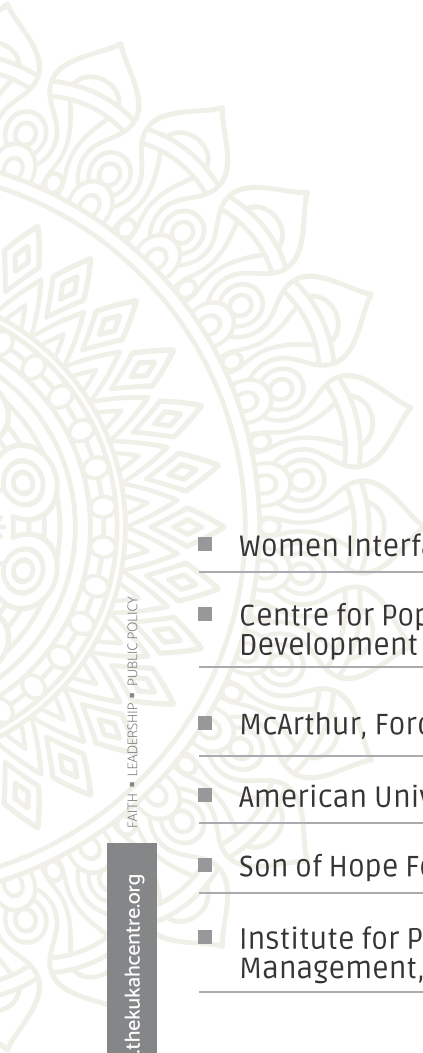 Women Interfa
Centre for Pop
Development
McArthur, Ford
American Univ
Son of Hope Fo
Institute for P
Management,
FAITH ▪ LEADERSHIP ▪ PUBLIC POLICY
.thekukahcentre.org